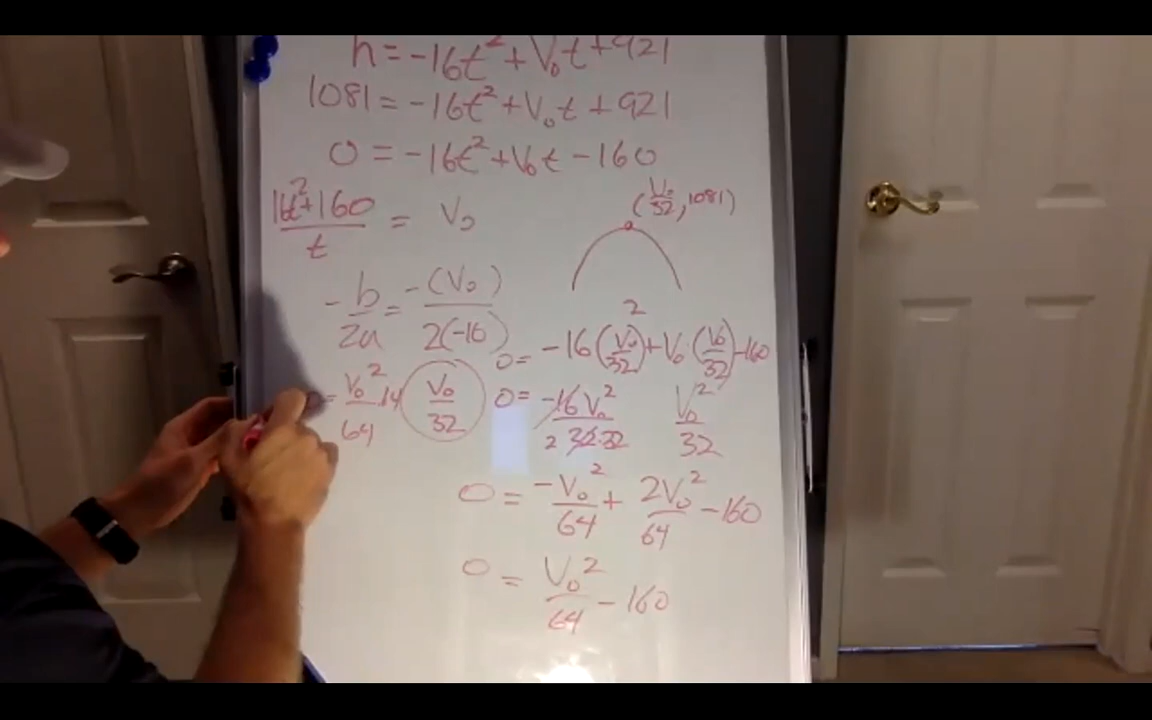 h = -16t² + V₀t + 921
1081 = -16t² + V₀t + 921
0 = -16t² + V₀t - 160
(V₀/32, 1081)
(16t² + 160)/t = V₀
-b/2a = -(V₀)/2(-16)
0 = -16(V₀/32)² + V₀(V₀/32) - 160
V₀/32
0 = -16V₀²/32·32 V₀²/32
2
= V₀²/64
0 = -V₀²/64 + 2V₀²/64 - 160
0 = V₀²/64 - 160